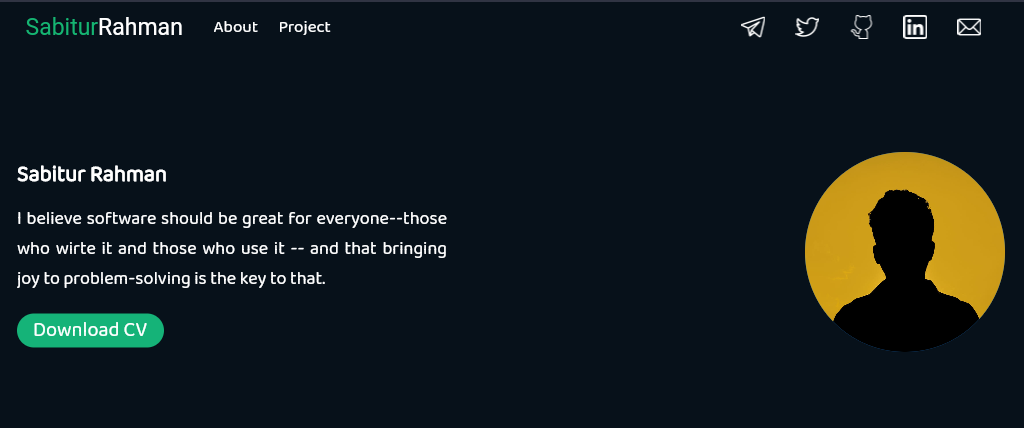 SabiturRahman About Project
in
Sabitur Rahman
I believe software should be great for everyone--those
who wirte it and those who use it -- and that bringing
joy to problem-solving is the key to that.
Download CV